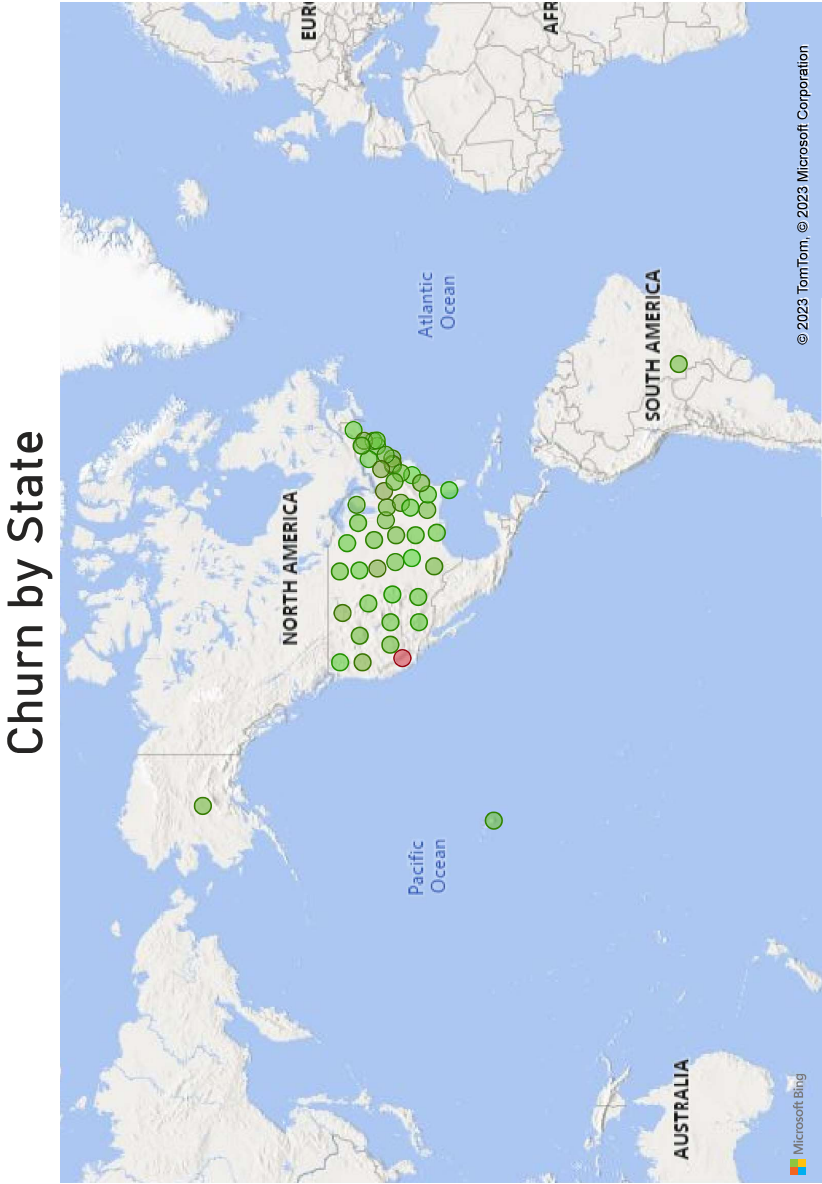 Churn by State
NORTH AMERICA
EUR
AFR
Atlantic
Ocean
Pacific
Ocean
SOUTH AMERICA
AUSTRALIA
Microsoft Bing
© 2023 TomTom, © 2023 Microsoft Corporation